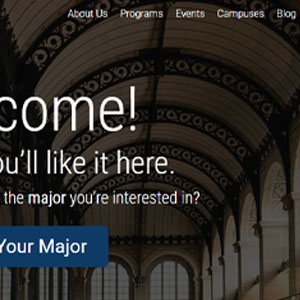 About Us Programs Events Campuses Blog
come!
ou'll like it here.
the major you're interested in?
Your Major